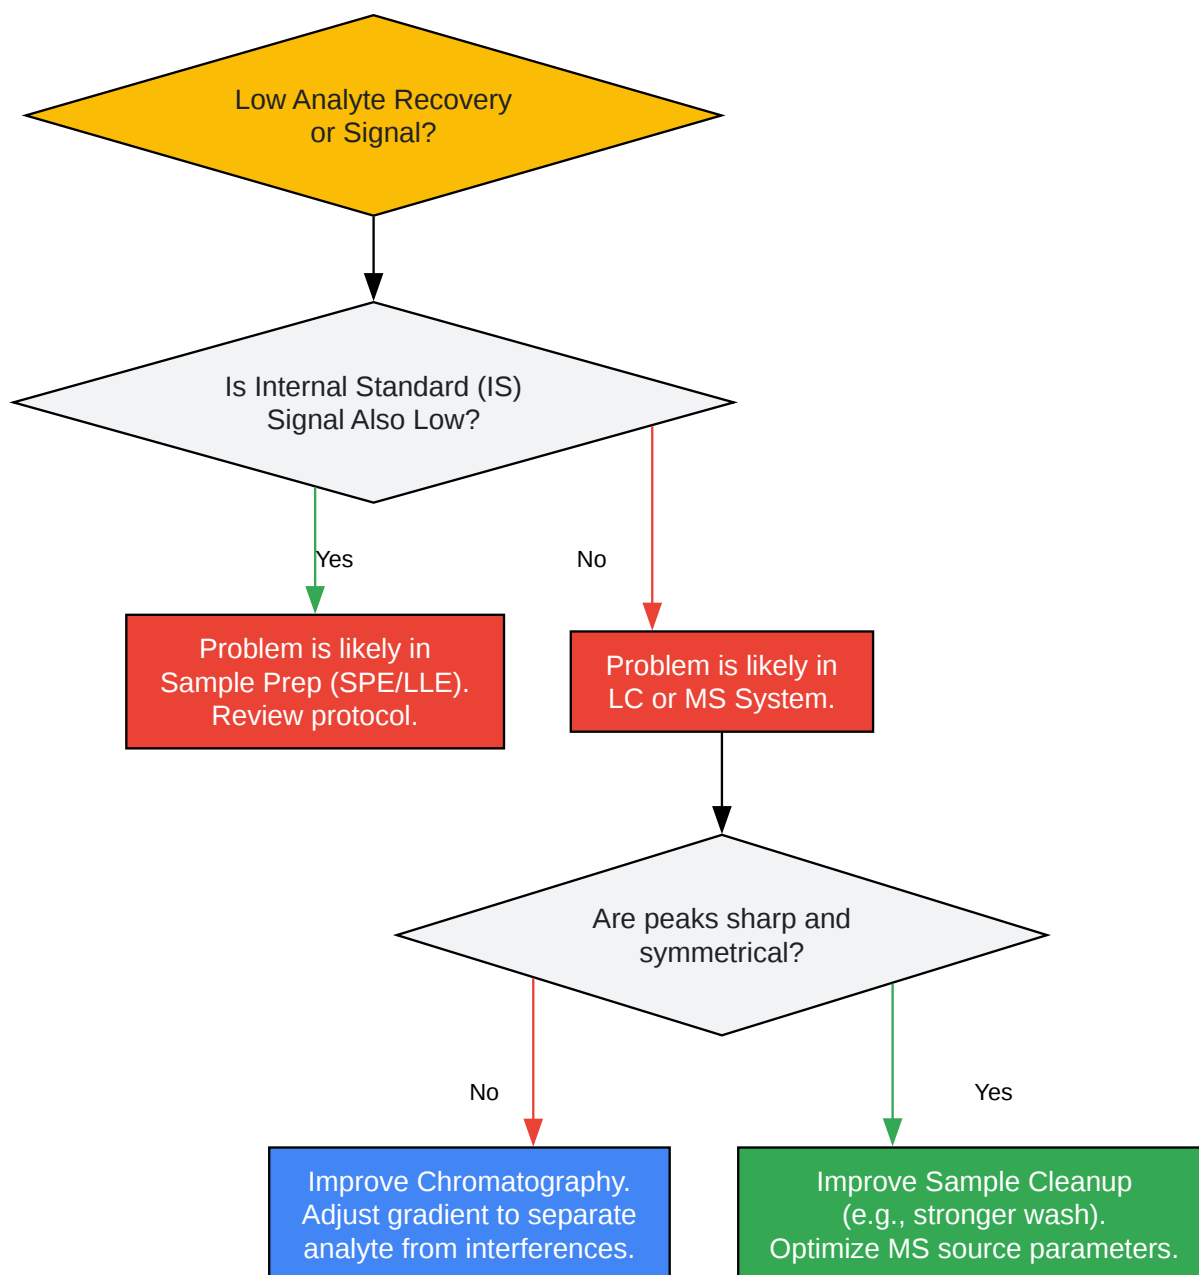 Low Analyte Recovery
or Signal?
Is Internal Standard (IS)
Signal Also Low?
Yes
No
Problem is likely in
Sample Prep (SPE/LLE).
Review protocol.
Problem is likely in
LC or MS System.
Are peaks sharp and
symmetrical?
No
Yes
Improve Chromatography.
Adjust gradient to separate
analyte from interferences.
Improve Sample Cleanup
(e.g., stronger wash).
Optimize MS source parameters.